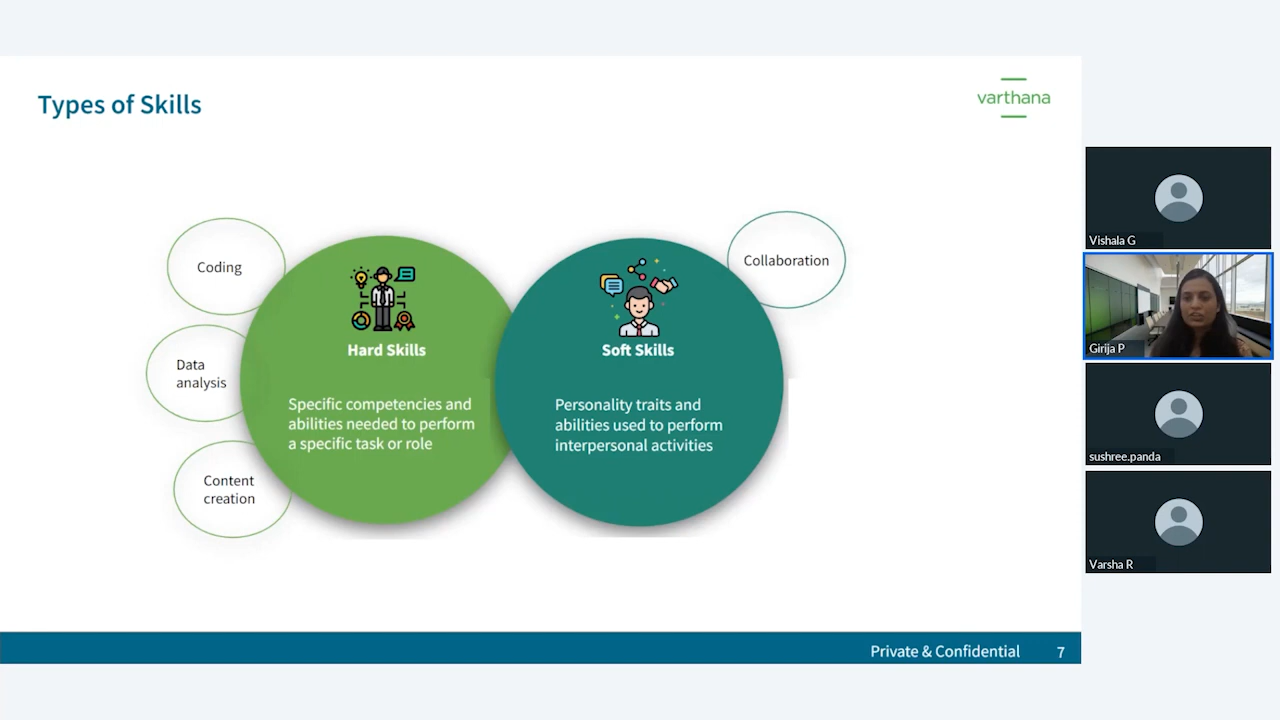 Types of Skills
varthana
Coding
Data
analysis
Content
creation
Hard Skills
Specific competencies and
abilities needed to perform
a specific task or role
Soft Skills
Personality traits and
abilities used to perform
interpersonal activities
Collaboration
Private & Confidential 7
Vishala G
Girija P
sushree.panda
Varsha R